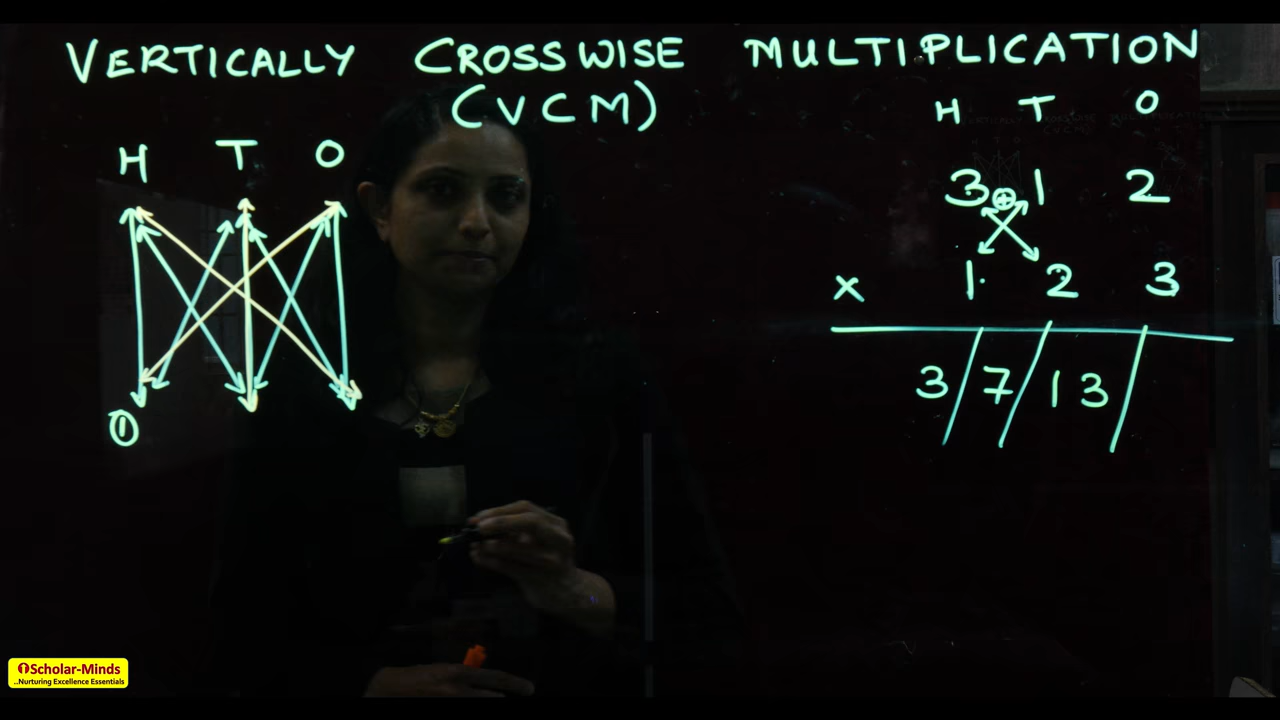 VERTICALLY CROSSWISE MULTIPLICATION
(VCM)
H T O
H T O
3 + 1 2
x 1 2 3
3/7/13/
1
Scholar-Minds
..Nurturing Excellence Essentials